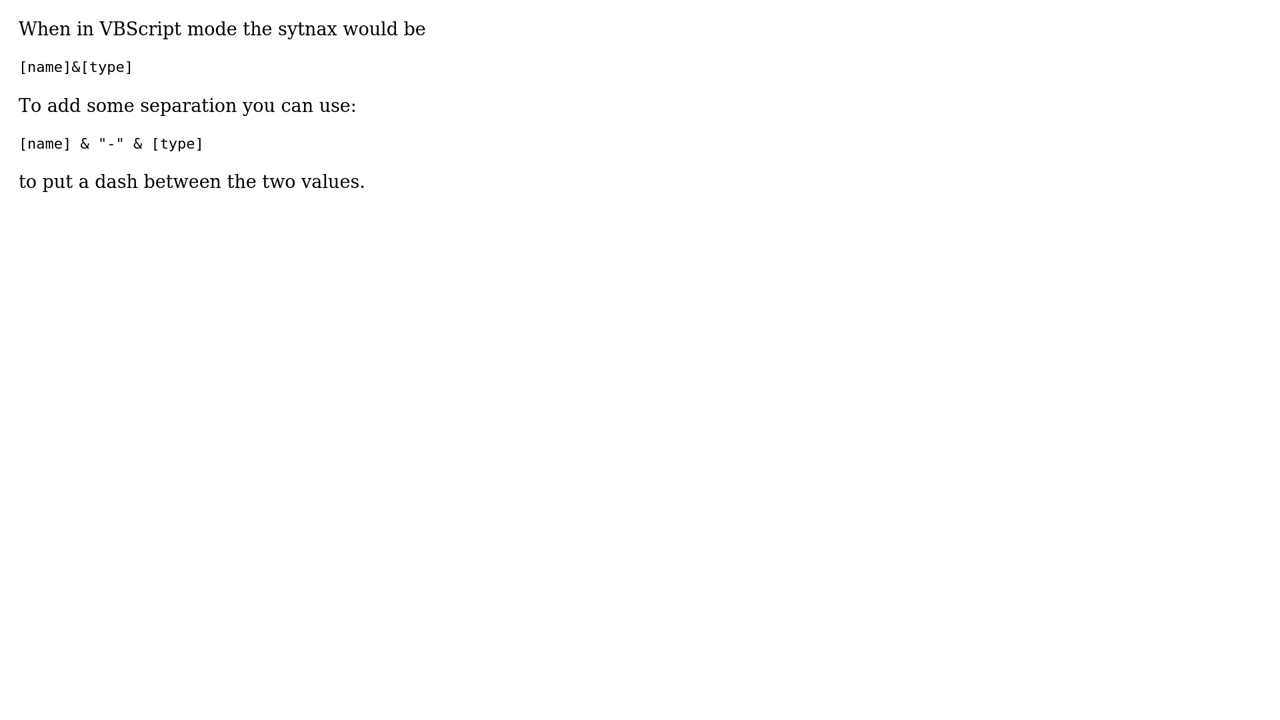 When in VBScript mode the sytnax would be
[name]&[type]
To add some separation you can use:
[name] & "-" & [type]
to put a dash between the two values.